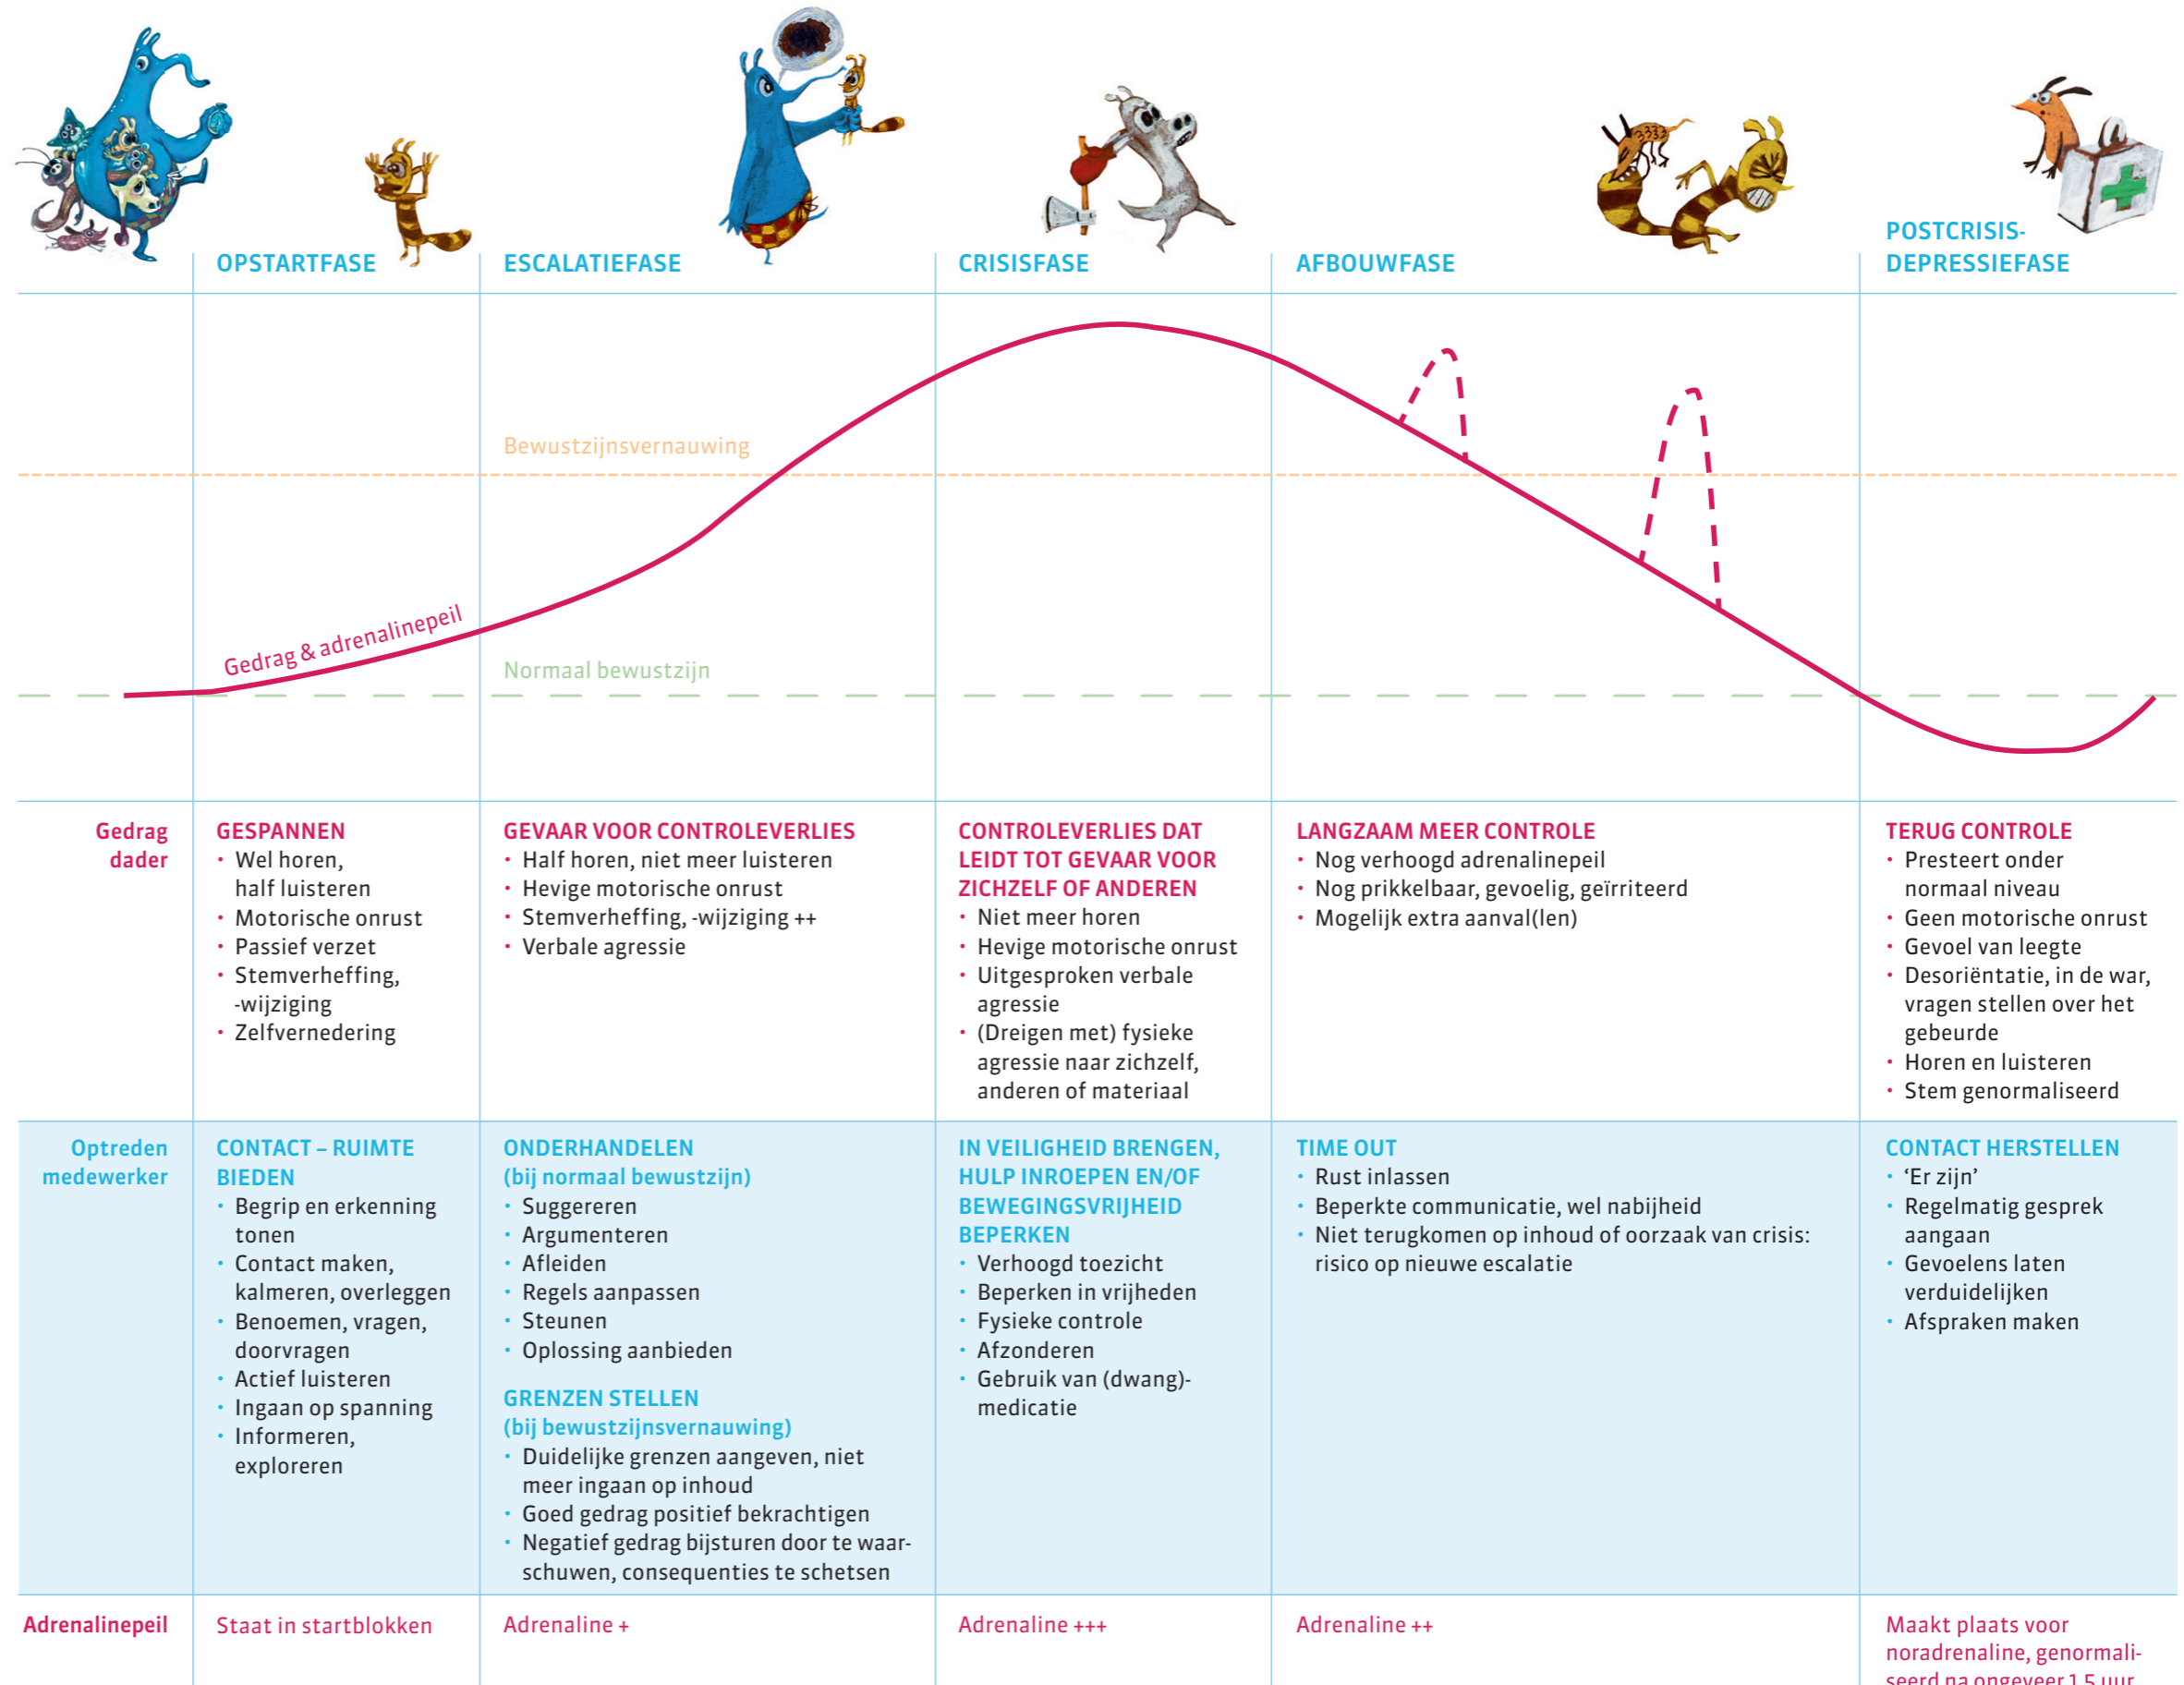 OPSTARTFASE
ESCALATIEFASE
CRISISFASE
AFBOUWFASE
POSTCRISIS-
DEPRESSIEFASE
Bewustzijnsvernauwing
Gedrag & adrenalinepeil
Normaal bewustzijn
Gedrag
dader
GESPANNEN
• Wel horen,
half luisteren
• Motorische onrust
• Passief verzet
• Stemverheffing,
-wijziging
• Zelfvernedering
GEVAAR VOOR CONTROLEVERLIES
• Half horen, niet meer luisteren
• Hevige motorische onrust
• Stemverheffing, -wijziging ++
• Verbale agressie
CONTROLEVERLIES DAT
LEIDT TOT GEVAAR VOOR
ZICHZELF OF ANDEREN
• Niet meer horen
• Hevige motorische onrust
• Uitgesproken verbale
agressie
• (Dreigen met) fysieke
agressie naar zichzelf,
anderen of materiaal
LANGZAAM MEER CONTROLE
• Nog verhoogd adrenalinepeil
• Nog prikkelbaar, gevoelig, geïrriteerd
• Mogelijk extra aanval(len)
TERUG CONTROLE
• Presteert onder
normaal niveau
• Geen motorische onrust
• Gevoel van leegte
• Desoriëntatie, in de war,
vragen stellen over het
gebeurde
• Horen en luisteren
• Stem genormaliseerd
Optreden
medewerker
CONTACT – RUIMTE
BIEDEN
• Begrip en erkenning
tonen
• Contact maken,
kalmeren, overleggen
• Benoemen, vragen,
doorvragen
• Actief luisteren
• Ingaan op spanning
• Informeren,
exploreren
ONDERHANDELEN
(bij normaal bewustzijn)
• Suggereren
• Argumenteren
• Afleiden
• Regels aanpassen
• Steunen
• Oplossing aanbieden
GRENZEN STELLEN
(bij bewustzijnsvernauwing)
• Duidelijke grenzen aangeven, niet
meer ingaan op inhoud
• Goed gedrag positief bekrachtigen
• Negatief gedrag bijsturen door te waar-
schuwen, consequenties te schetsen
IN VEILIGHEID BRENGEN,
HULP INROEPEN EN/OF
BEWEGINGSVRIJHEID
BEPERKEN
• Verhoogd toezicht
• Beperken in vrijheden
• Fysieke controle
• Afzonderen
• Gebruik van (dwang)-
medicatie
TIME OUT
• Rust inlassen
• Beperkte communicatie, wel nabijheid
• Niet terugkomen op inhoud of oorzaak van crisis:
risico op nieuwe escalatie
CONTACT HERSTELLEN
• ‘Er zijn’
• Regelmatig gesprek
aangaan
• Gevoelens laten
verduidelijken
• Afspraken maken
Adrenalinepeil
Staat in startblokken
Adrenaline +
Adrenaline +++
Adrenaline ++
Maakt plaats voor
noradrenaline, genormali-
seerd na ongeveer 1,5 uur